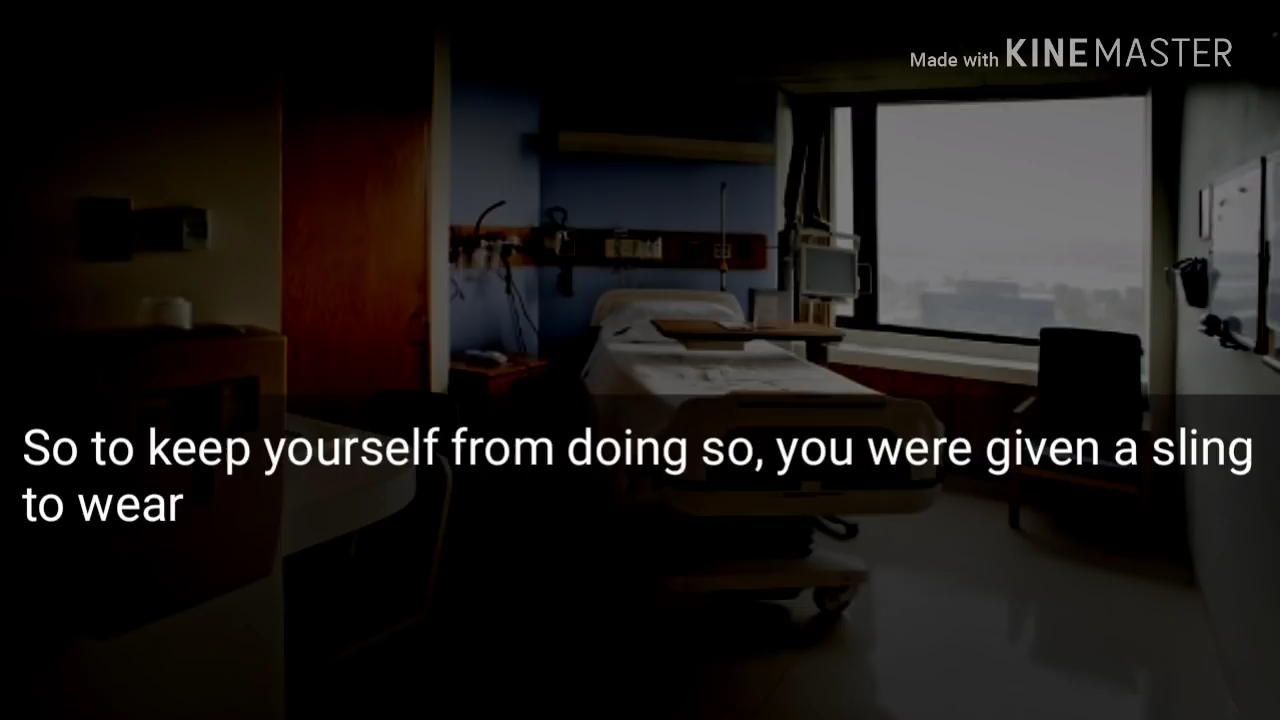 Made with KINEMASTER
So to keep yourself from doing so, you were given a sling
to wear